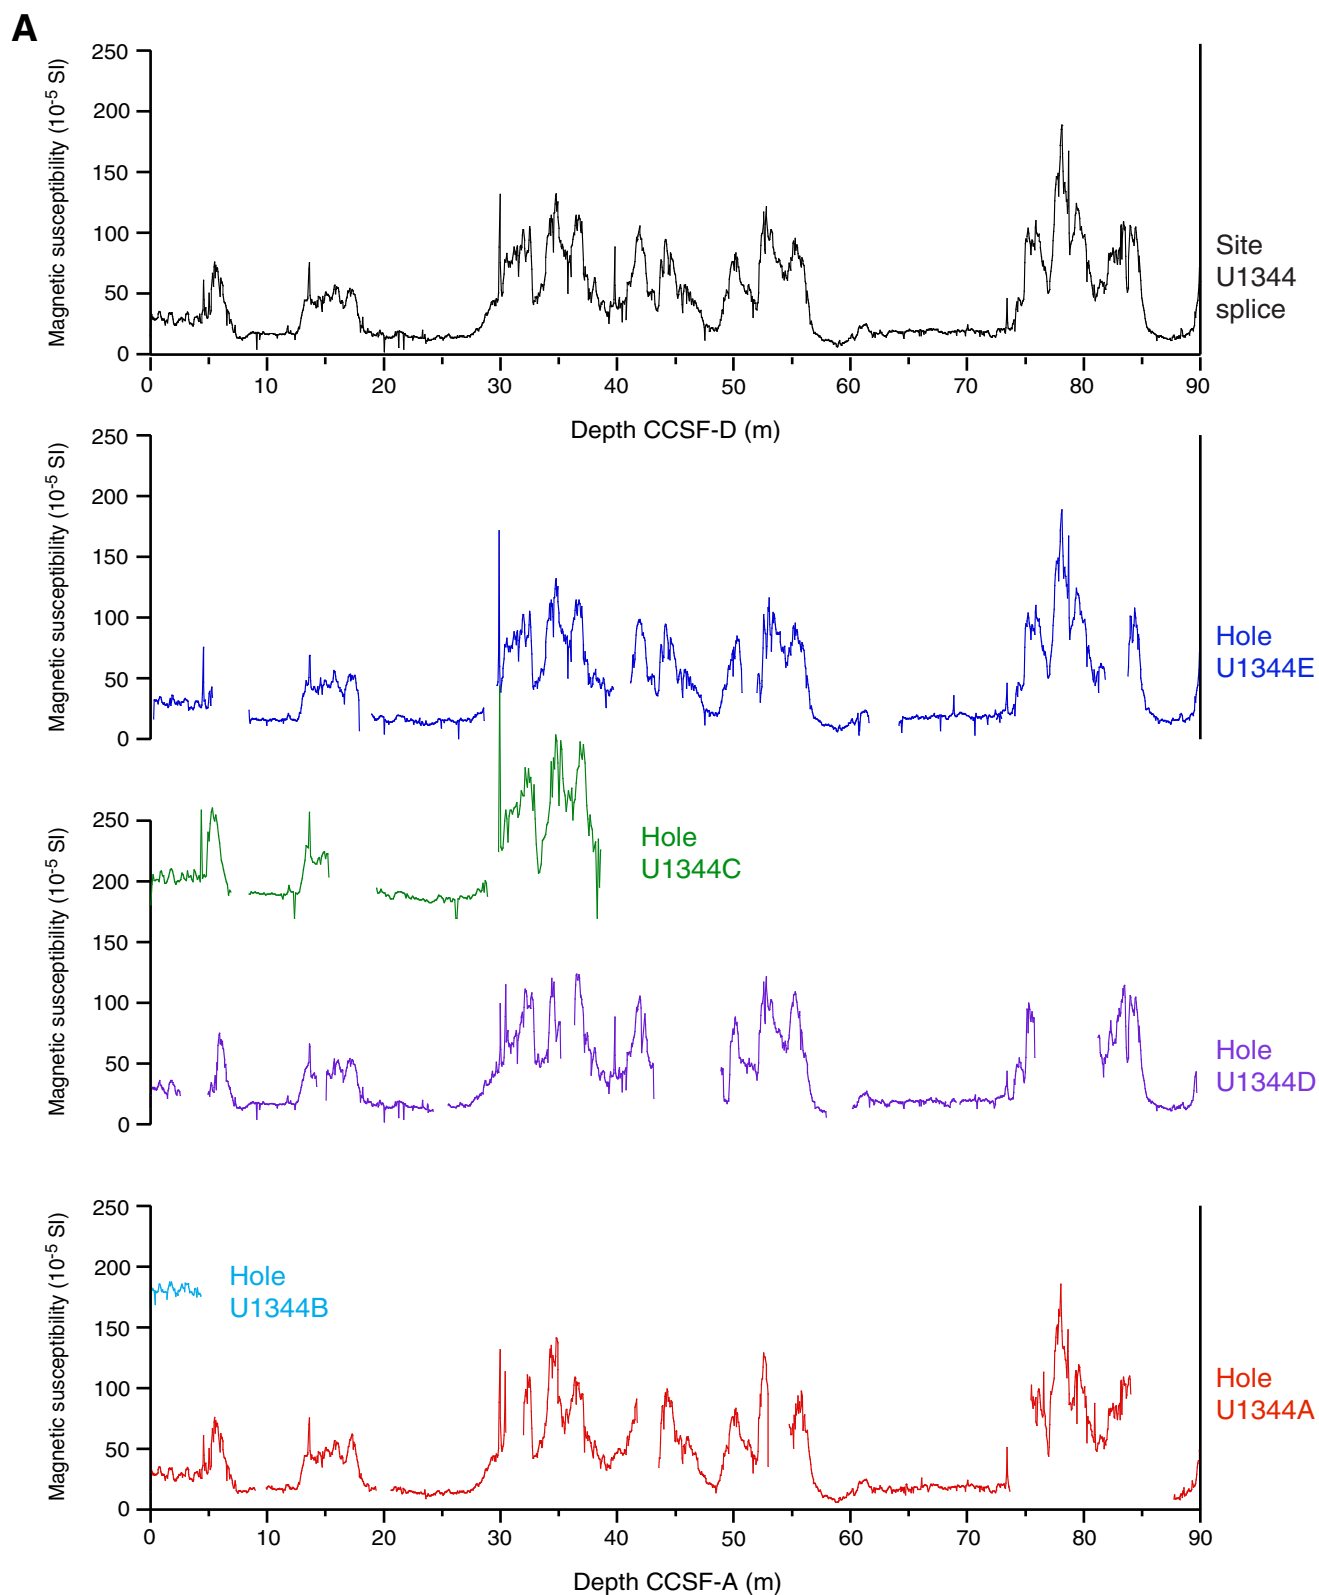 A
Magnetic susceptibility (10-5 SI)
250
200
150
100
50
0
Site
U1344
splice
0 10 20 30 40 50 60 70 80 90
Depth CCSF-D (m)
Magnetic susceptibility (10-5 SI)
250
200
150
100
50
0
Hole
U1344E
Hole
U1344C
Magnetic susceptibility (10-5 SI)
250
200
150
100
50
0
Hole
U1344D
Magnetic susceptibility (10-5 SI)
250
200
150
100
50
0
Hole
U1344B
Hole
U1344A
0 10 20 30 40 50 60 70 80 90
Depth CCSF-A (m)